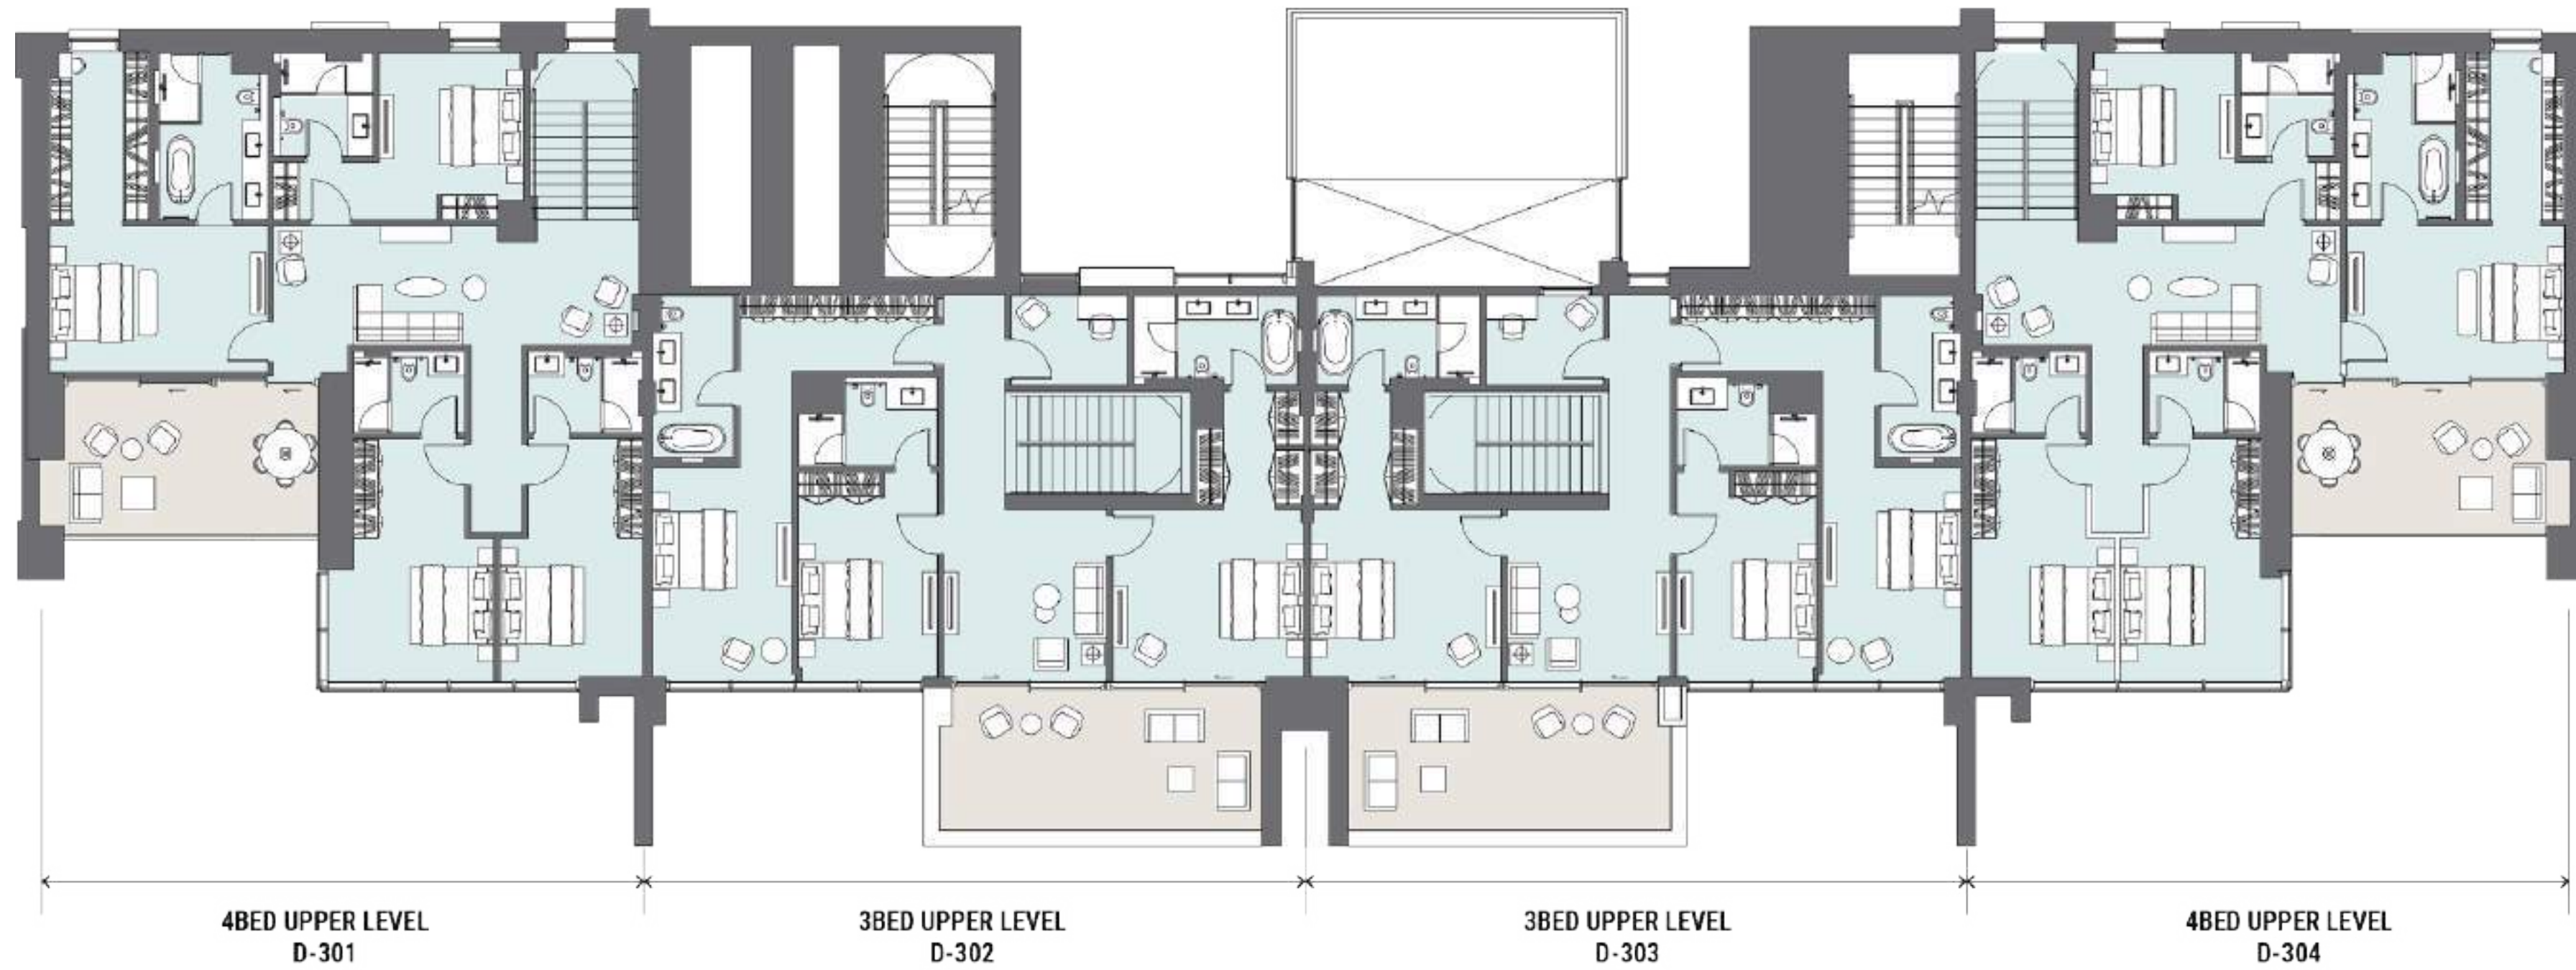 4BED UPPER LEVEL
D-301
3BED UPPER LEVEL
D-302
3BED UPPER LEVEL
D-303
4BED UPPER LEVEL
D-304